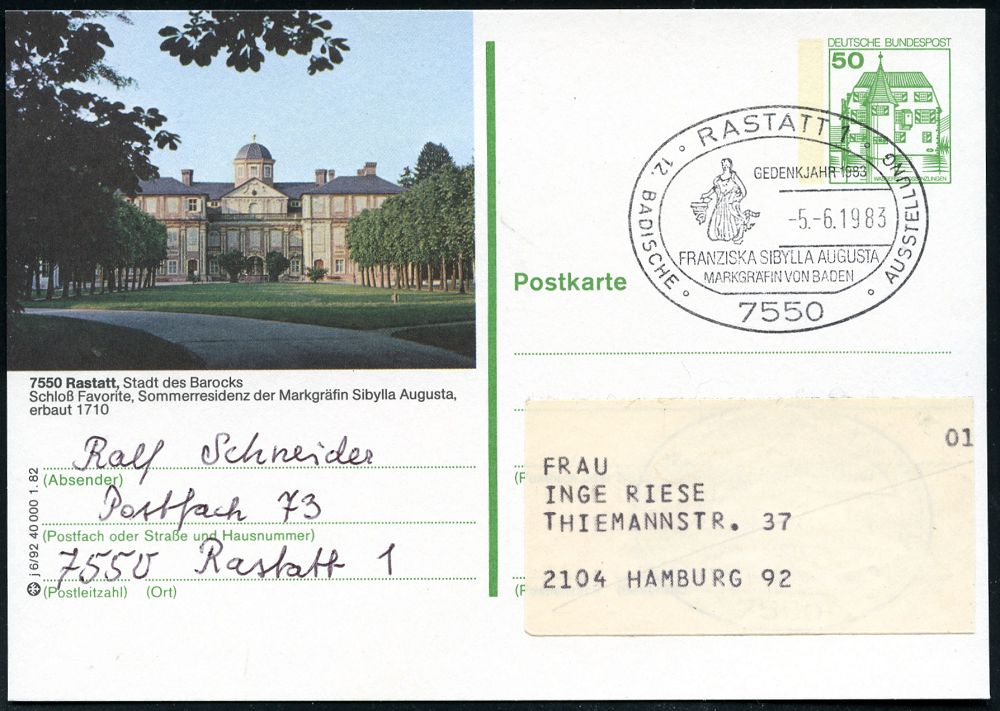 DEUTSCHE BUNDESPOST
50
RASTATT 1
12. BADISCHE AUSSTELLUNG
GEDENKJAHR 1983
-5.-6.1983
FRANZISKA SIBYLLA AUGUSTA
MARKGRÄFIN VON BADEN
7550
Postkarte
7550 Rastatt, Stadt des Barocks
Schloß Favorite, Sommerresidenz der Markgräfin Sibylla Augusta,
erbaut 1710
Ralf Schneider
(Absender)
Postfach 73
(Postfach oder Straße und Hausnummer)
7550 Rastatt 1
(Postleitzahl) (Ort)
j 6/92 40 000 1. 82
01
FRAU
INGE RIESE
THIEMANNSTR. 37
2104 HAMBURG 92